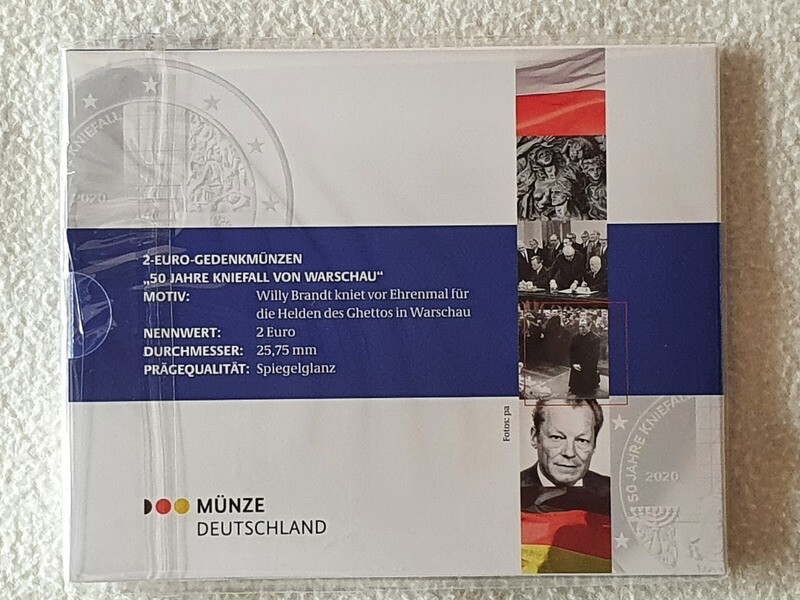 KNIEFALL
2020
2-EURO-GEDENKMÜNZEN
„50 JAHRE KNIEFALL VON WARSCHAU“
MOTIV: Willy Brandt kniet vor Ehrenmal für
die Helden des Ghettos in Warschau
NENNWERT: 2 Euro
DURCHMESSER: 25,75 mm
PRÄGEQUALITÄT: Spiegelglanz
Fotos: pa
50 JAHRE KNIEFALL
2020
MÜNZE
DEUTSCHLAND